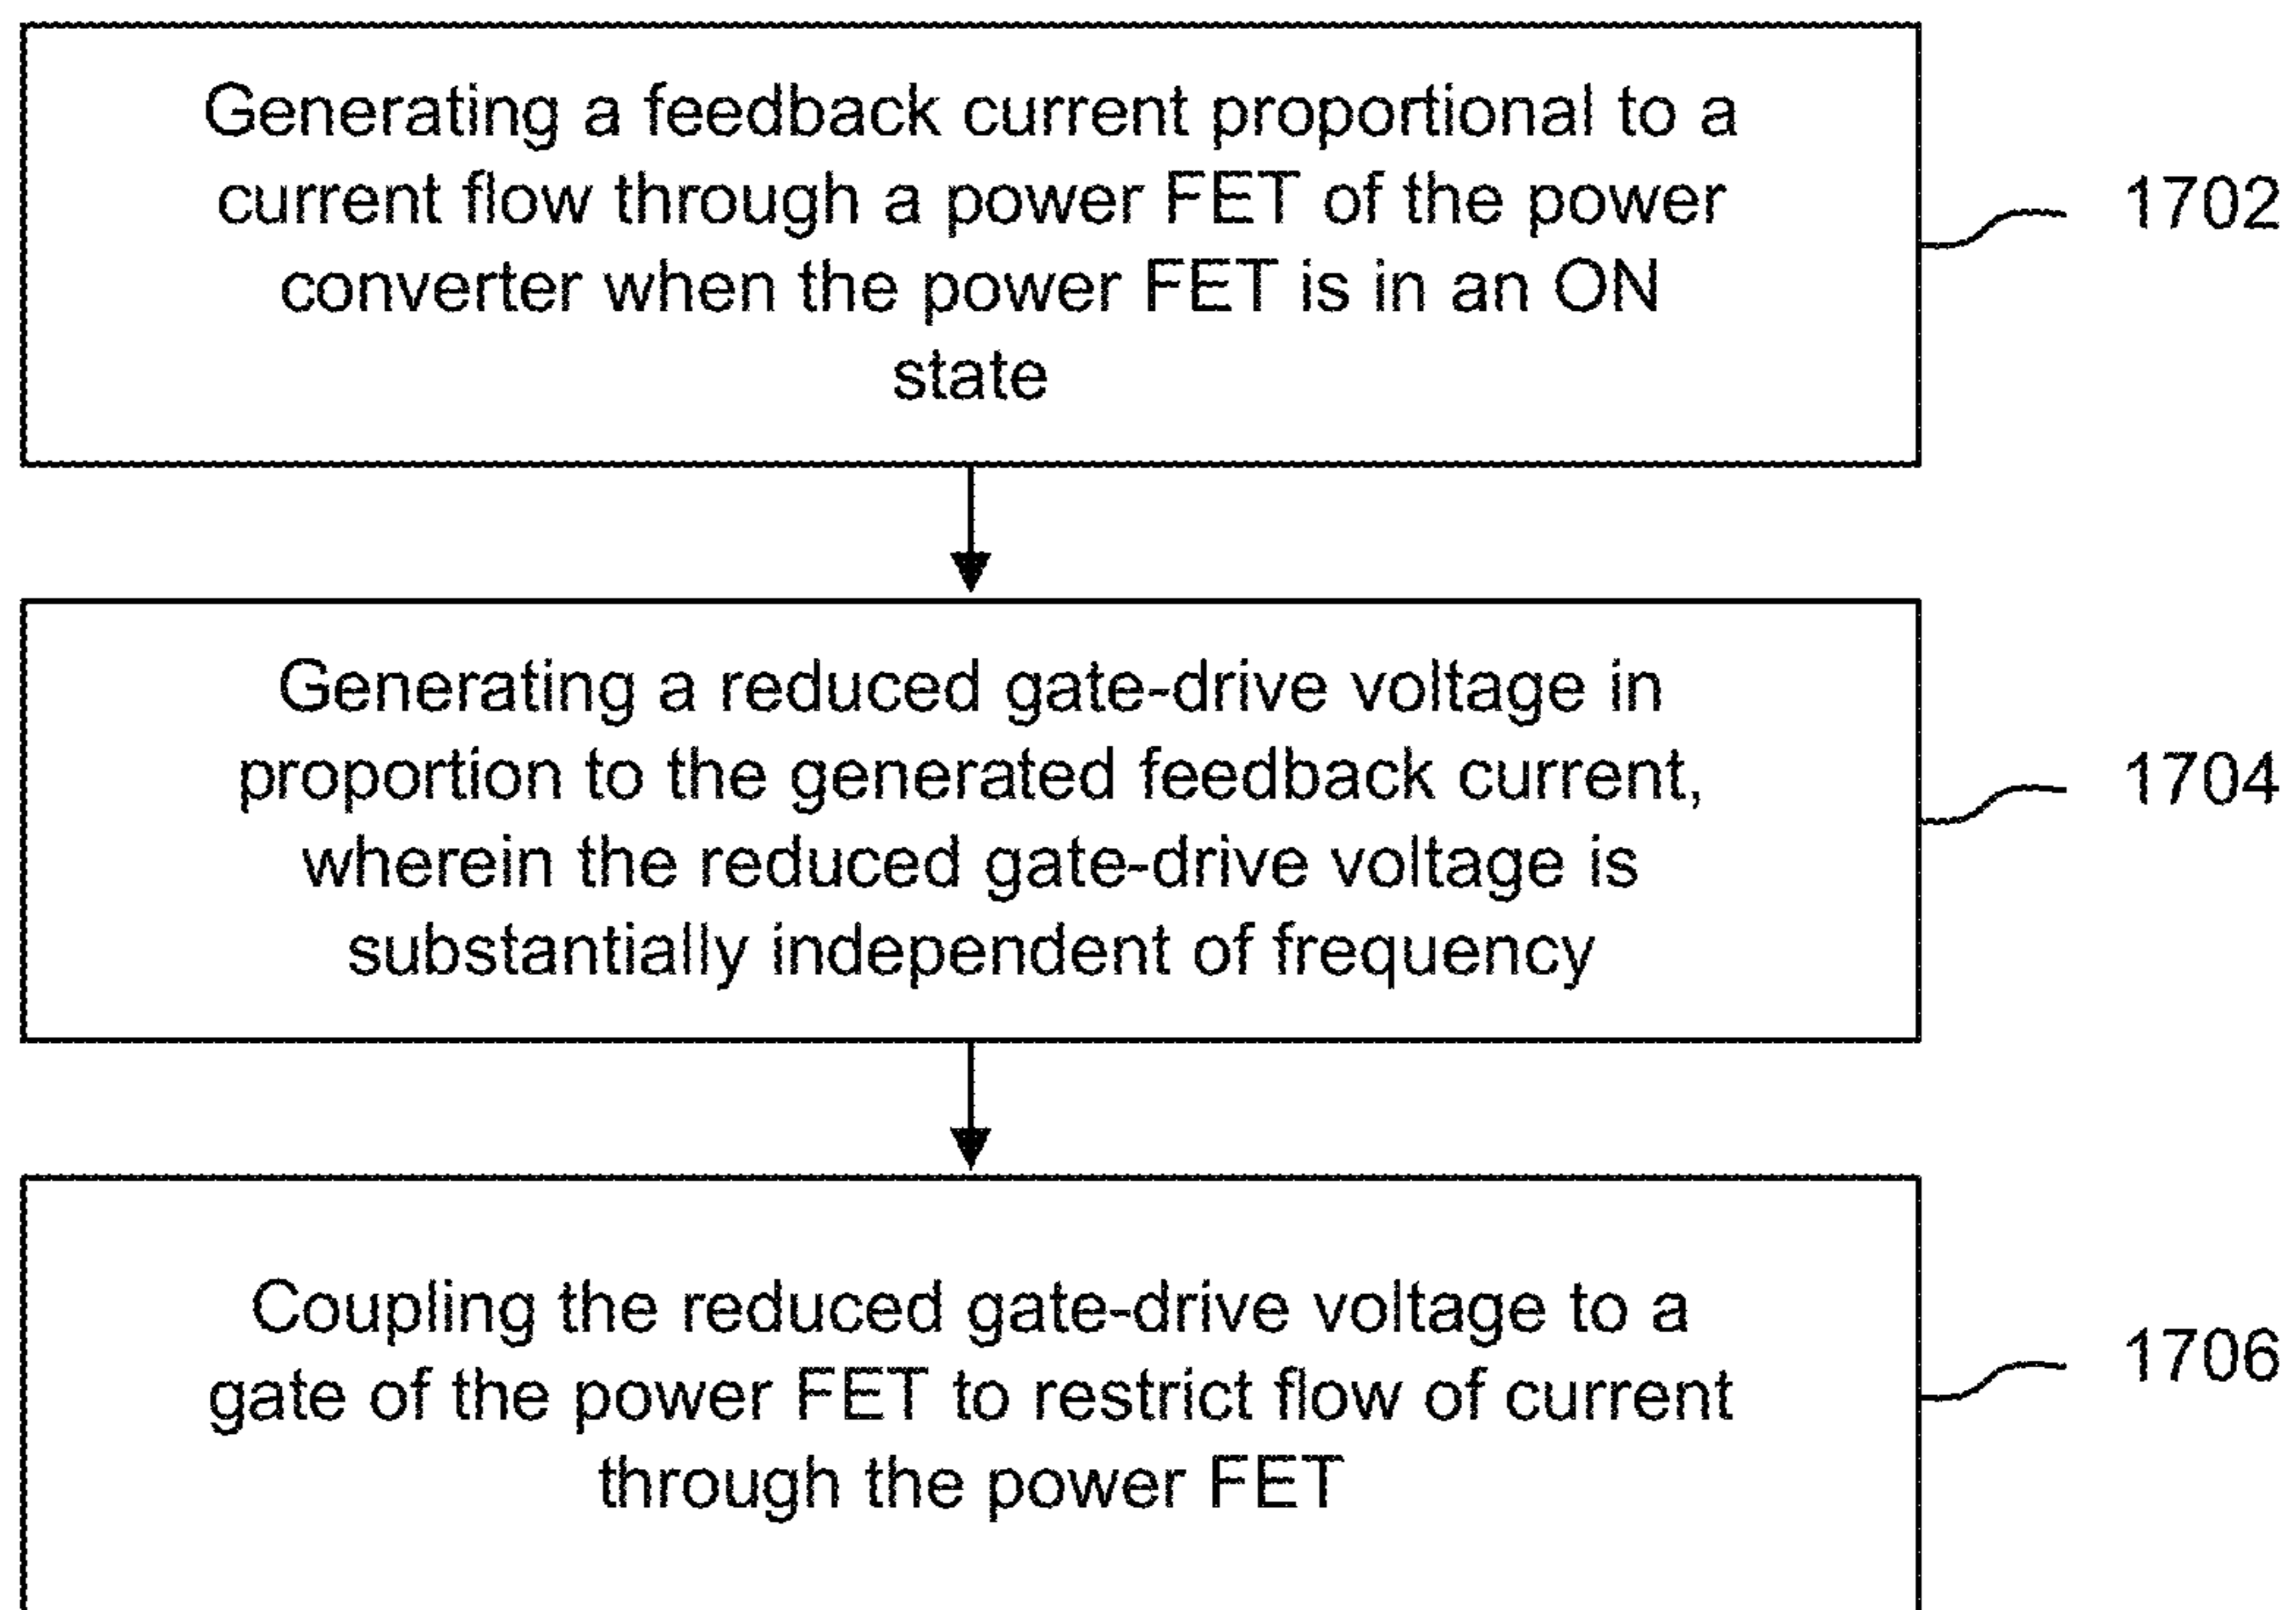 Generating a feedback current proportional to a
current flow through a power FET of the power
converter when the power FET is in an ON
state
1702
Generating a reduced gate-drive voltage in
proportion to the generated feedback current,
wherein the reduced gate-drive voltage is
substantially independent of frequency
1704
Coupling the reduced gate-drive voltage to a
gate of the power FET to restrict flow of current
through the power FET
1706